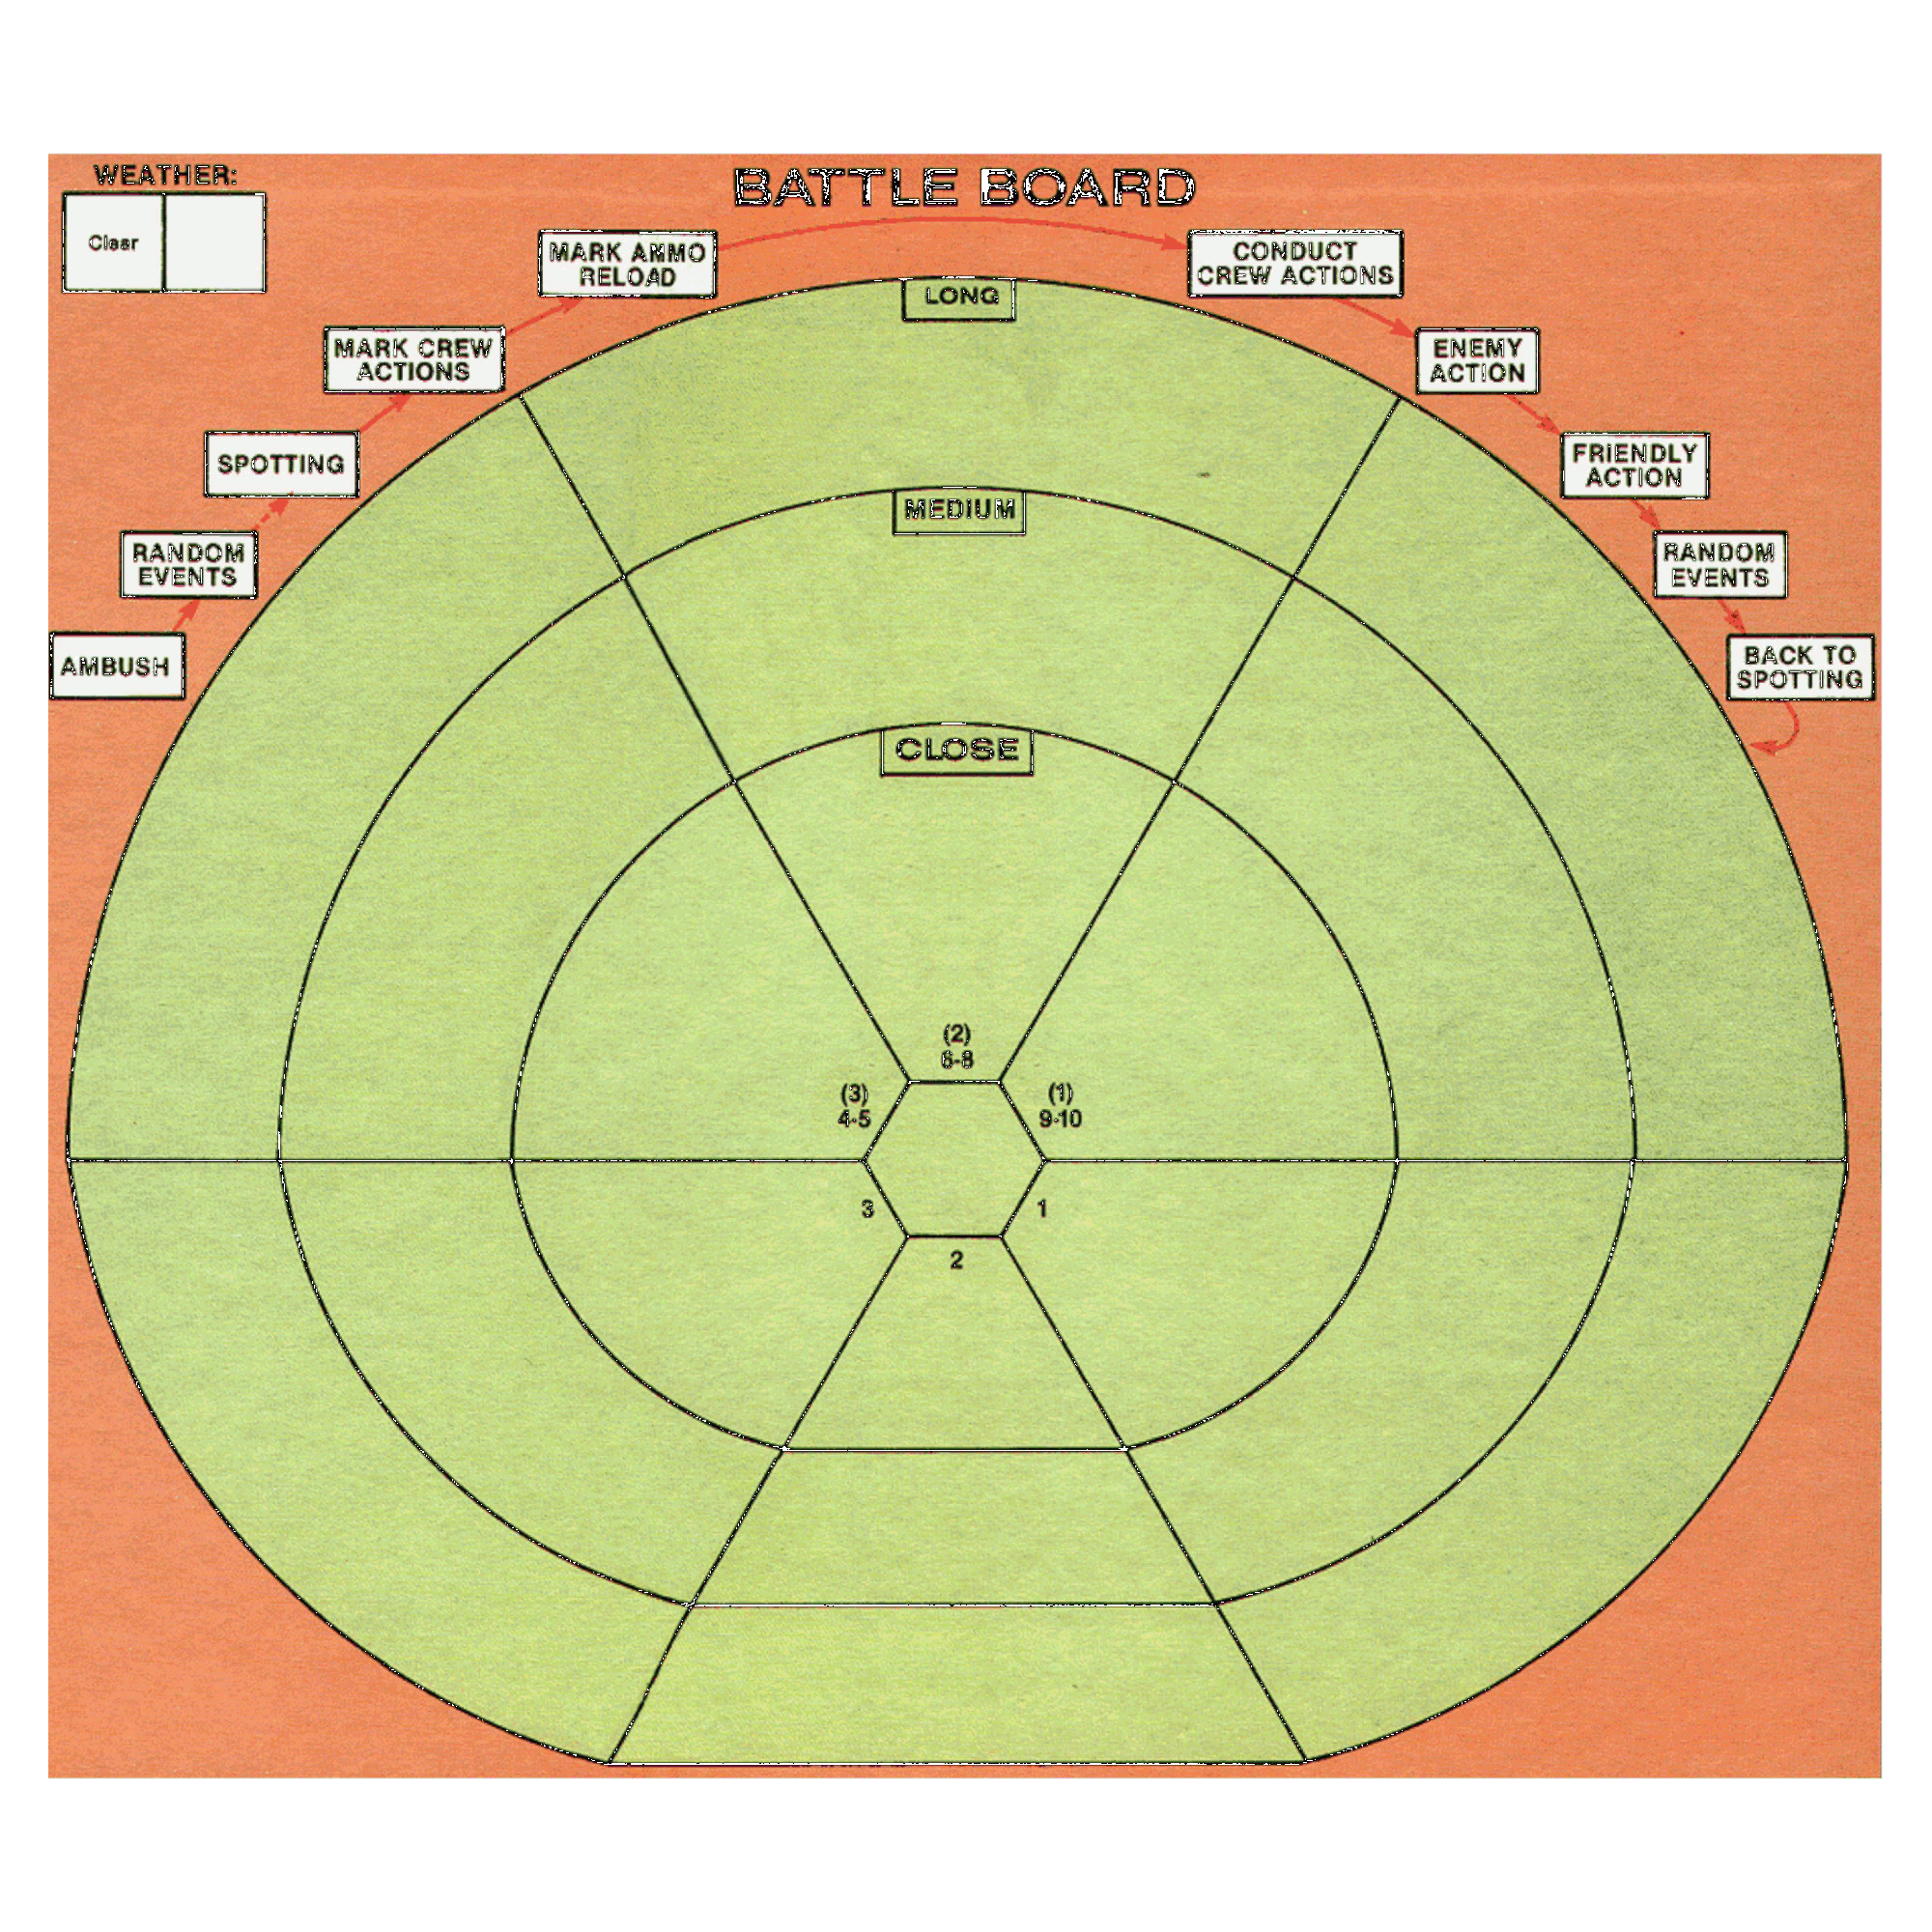 WEATHER:
Clear
BATTLE BOARD
AMBUSH
RANDOM
EVENTS
SPOTTING
MARK CREW
ACTIONS
MARK AMMO
RELOAD
CONDUCT
CREW ACTIONS
ENEMY
ACTION
FRIENDLY
ACTION
RANDOM
EVENTS
BACK TO
SPOTTING
LONG
MEDIUM
CLOSE
(2)
6-8
(3)
4-5
(1)
9-10
3
1
2